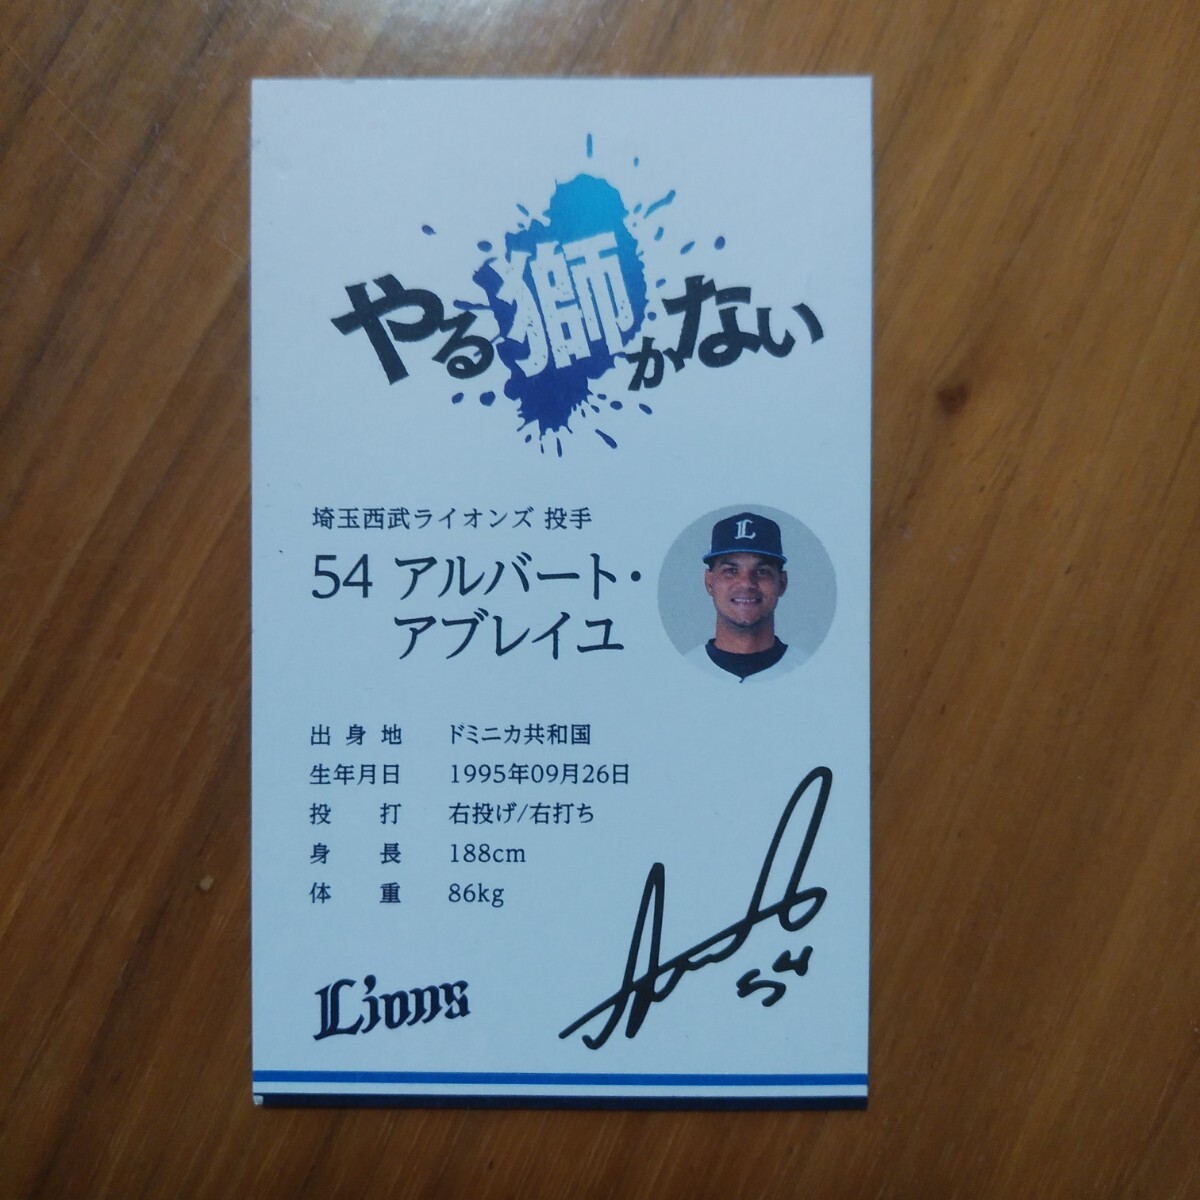 やる獅かない
埼玉西武ライオンズ 投手
54 アルバート・
アブレイユ
L
出身地 ドミニカ共和国
生年月日 1995年09月26日
投打 右投げ/右打ち
身長 188cm
体重 86kg
Lions
54